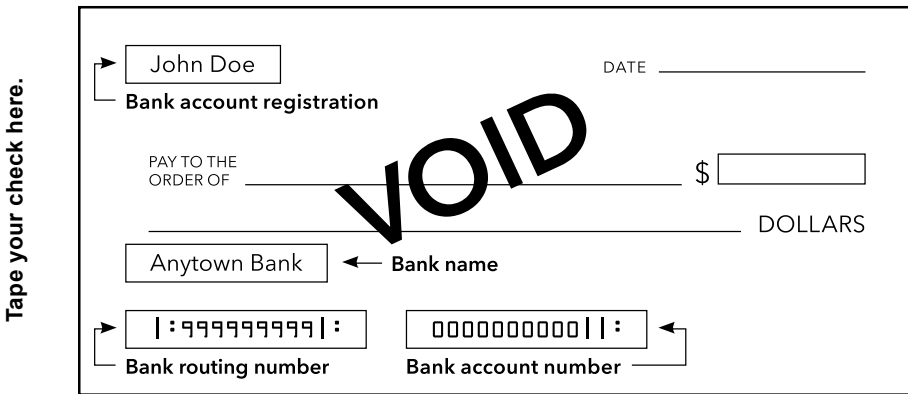 Tape your check here.
John Doe
Bank account registration
DATE
VOID
PAY TO THE
ORDER OF
$
DOLLARS
Anytown Bank
Bank name
|:999999999|:
0000000000||:
Bank routing number
Bank account number